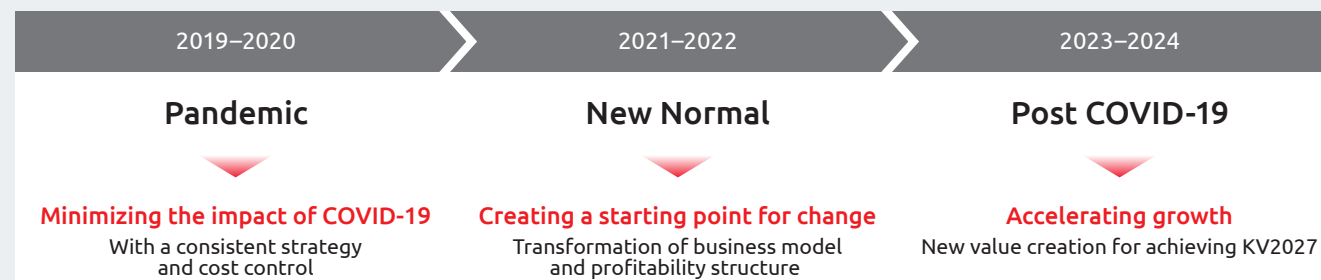 2019–2020
2021–2022
2023–2024
Pandemic
New Normal
Post COVID-19
Minimizing the impact of COVID-19
With a consistent strategy
and cost control
Creating a starting point for change
Transformation of business model
and profitability structure
Accelerating growth
New value creation for achieving KV2027